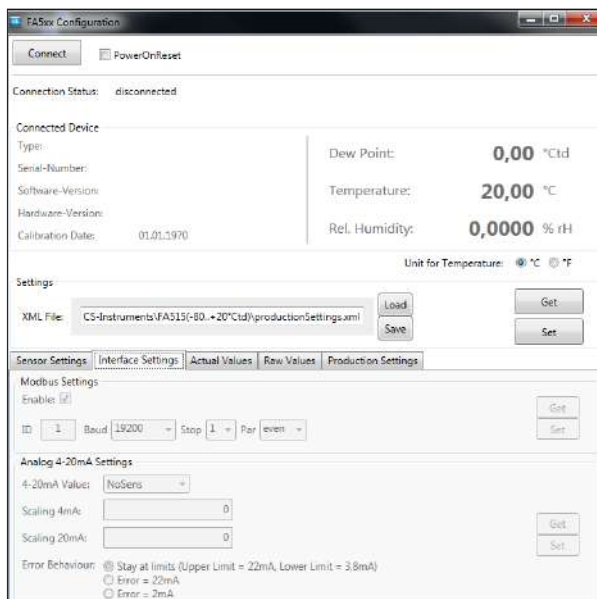 FA5xx Configuration
Connect PowerOnReset
Connection Status: disconnected
Connected Device
Type:
Serial-Number:
Software-Version:
Hardware-Version:
Calibration Date: 01.01.1970
Dew Point: 0,00 °Ctd
Temperature: 20,00 °C
Rel. Humidity: 0,0000 % rH
Unit for Temperature: °C °F
Settings
XML File: CS-Instruments\FA515(-80..+20°Ctd)\productionSettings.xml Load Get
Save Set
Sensor Settings Interface Settings Actual Values Raw Values Production Settings
Modbus Settings
Enable: Get
ID 1 Baud 19200 Stop 1 Par even Set
Analog 4-20mA Settings
4-20mA Value: NoSens
Scaling 4mA: 0 Get
Scaling 20mA: 0 Set
Error Behaviour: Stay at limits (Upper Limit = 22mA, Lower Limit = 3.8mA)
Error = 22mA
Error = 2mA